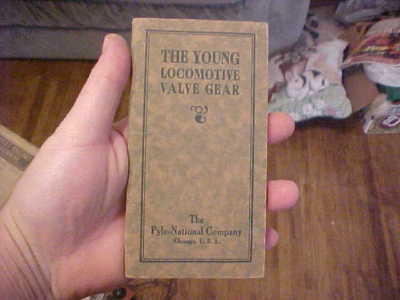 THE YOUNG
LOCOMOTIVE
VALVE GEAR
The
Pyle-National Company
Chicago, U. S. A.